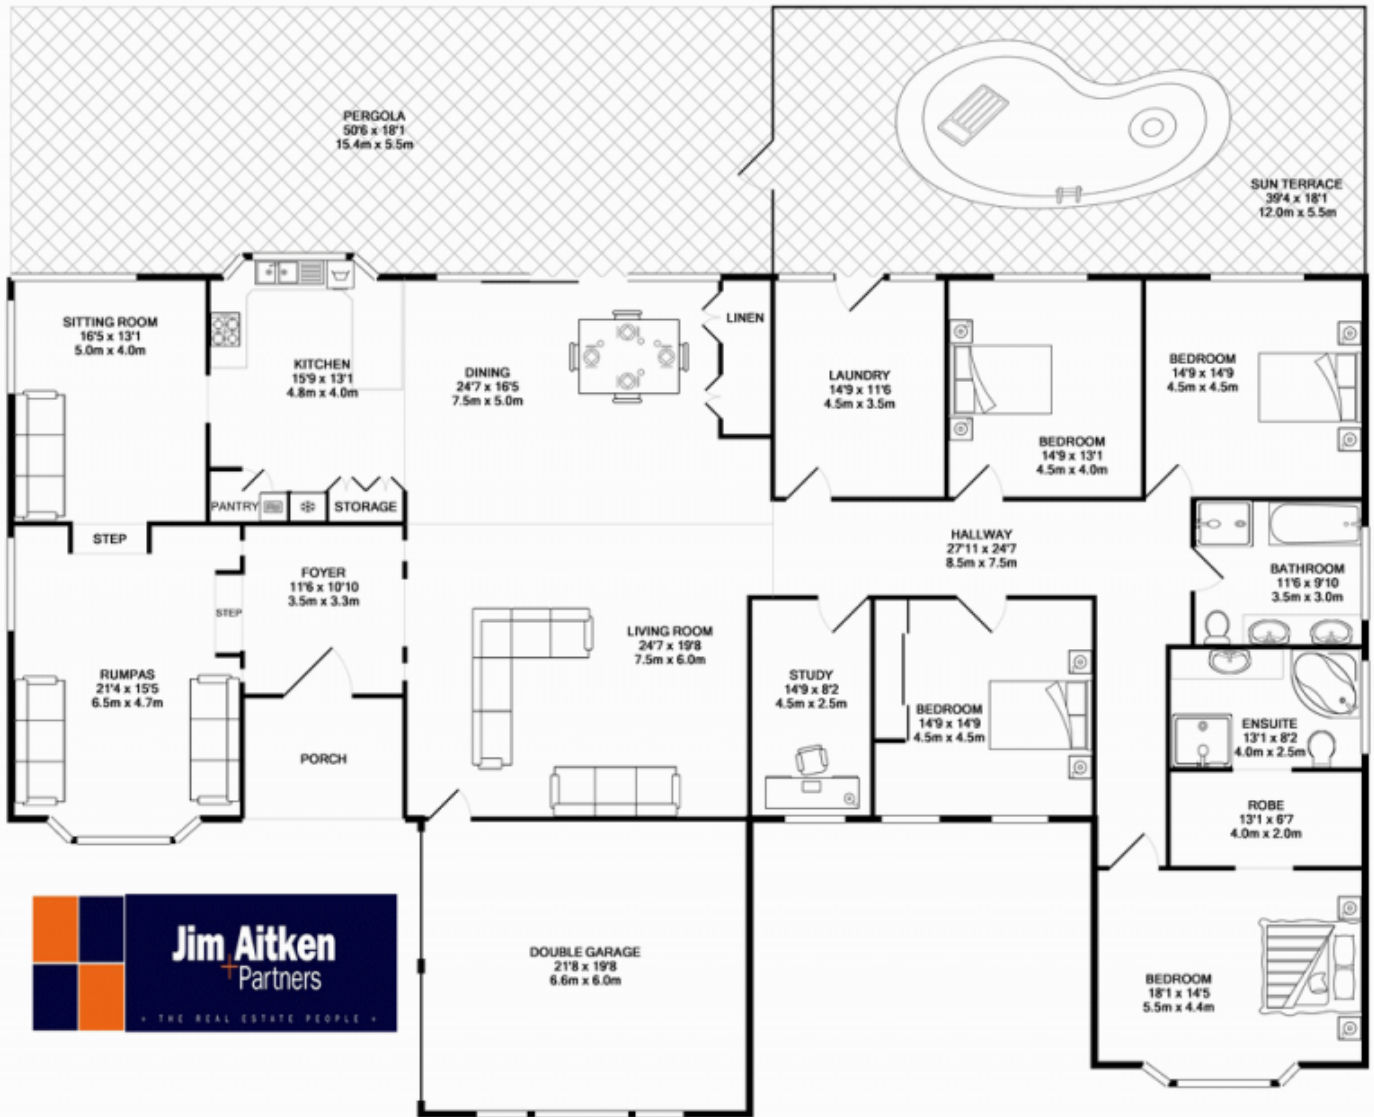 PERGOLA
50'6 x 18'1
15.4m x 5.5m
SUN TERRACE
39'4 x 18'1
12.0m x 5.5m
SITTING ROOM
16'5 x 13'1
5.0m x 4.0m
KITCHEN
15'9 x 13'1
4.8m x 4.0m
DINING
24'7 x 16'5
7.5m x 5.0m
LINEN
LAUNDRY
14'9 x 11'6
4.5m x 3.5m
BEDROOM
14'9 x 13'1
4.5m x 4.0m
BEDROOM
14'9 x 14'9
4.5m x 4.5m
PANTRY
STORAGE
STEP
FOYER
11'6 x 10'10
3.5m x 3.3m
STEP
HALLWAY
27'11 x 24'7
8.5m x 7.5m
BATHROOM
11'6 x 9'10
3.5m x 3.0m
RUMPAS
21'4 x 15'5
6.5m x 4.7m
LIVING ROOM
24'7 x 19'8
7.5m x 6.0m
STUDY
14'9 x 8'2
4.5m x 2.5m
BEDROOM
14'9 x 14'9
4.5m x 4.5m
ENSUITE
13'1 x 8'2
4.0m x 2.5m
PORCH
ROBE
13'1 x 6'7
4.0m x 2.0m
DOUBLE GARAGE
21'8 x 19'8
6.6m x 6.0m
BEDROOM
18'1 x 14'5
5.5m x 4.4m
Jim Aitken
+Partners
• THE REAL ESTATE PEOPLE •